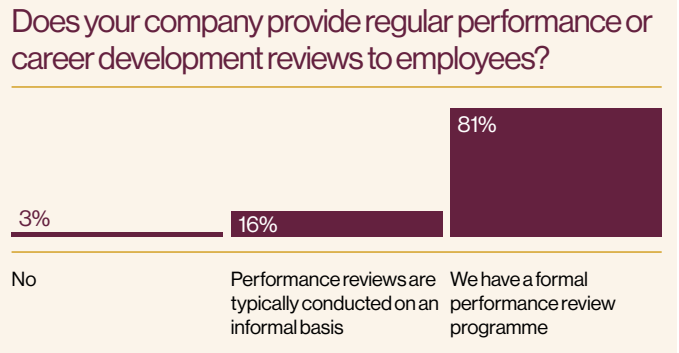 Does your company provide regular performance or
career development reviews to employees?
3%
16%
81%
No
Performance reviews are
typically conducted on an
informal basis
We have a formal
performance review
programme